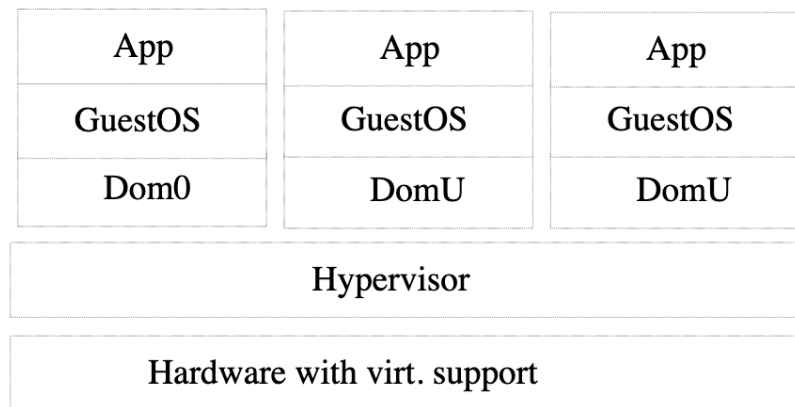 App
GuestOS
Dom0
App
GuestOS
DomU
App
GuestOS
DomU
Hypervisor
Hardware with virt. support